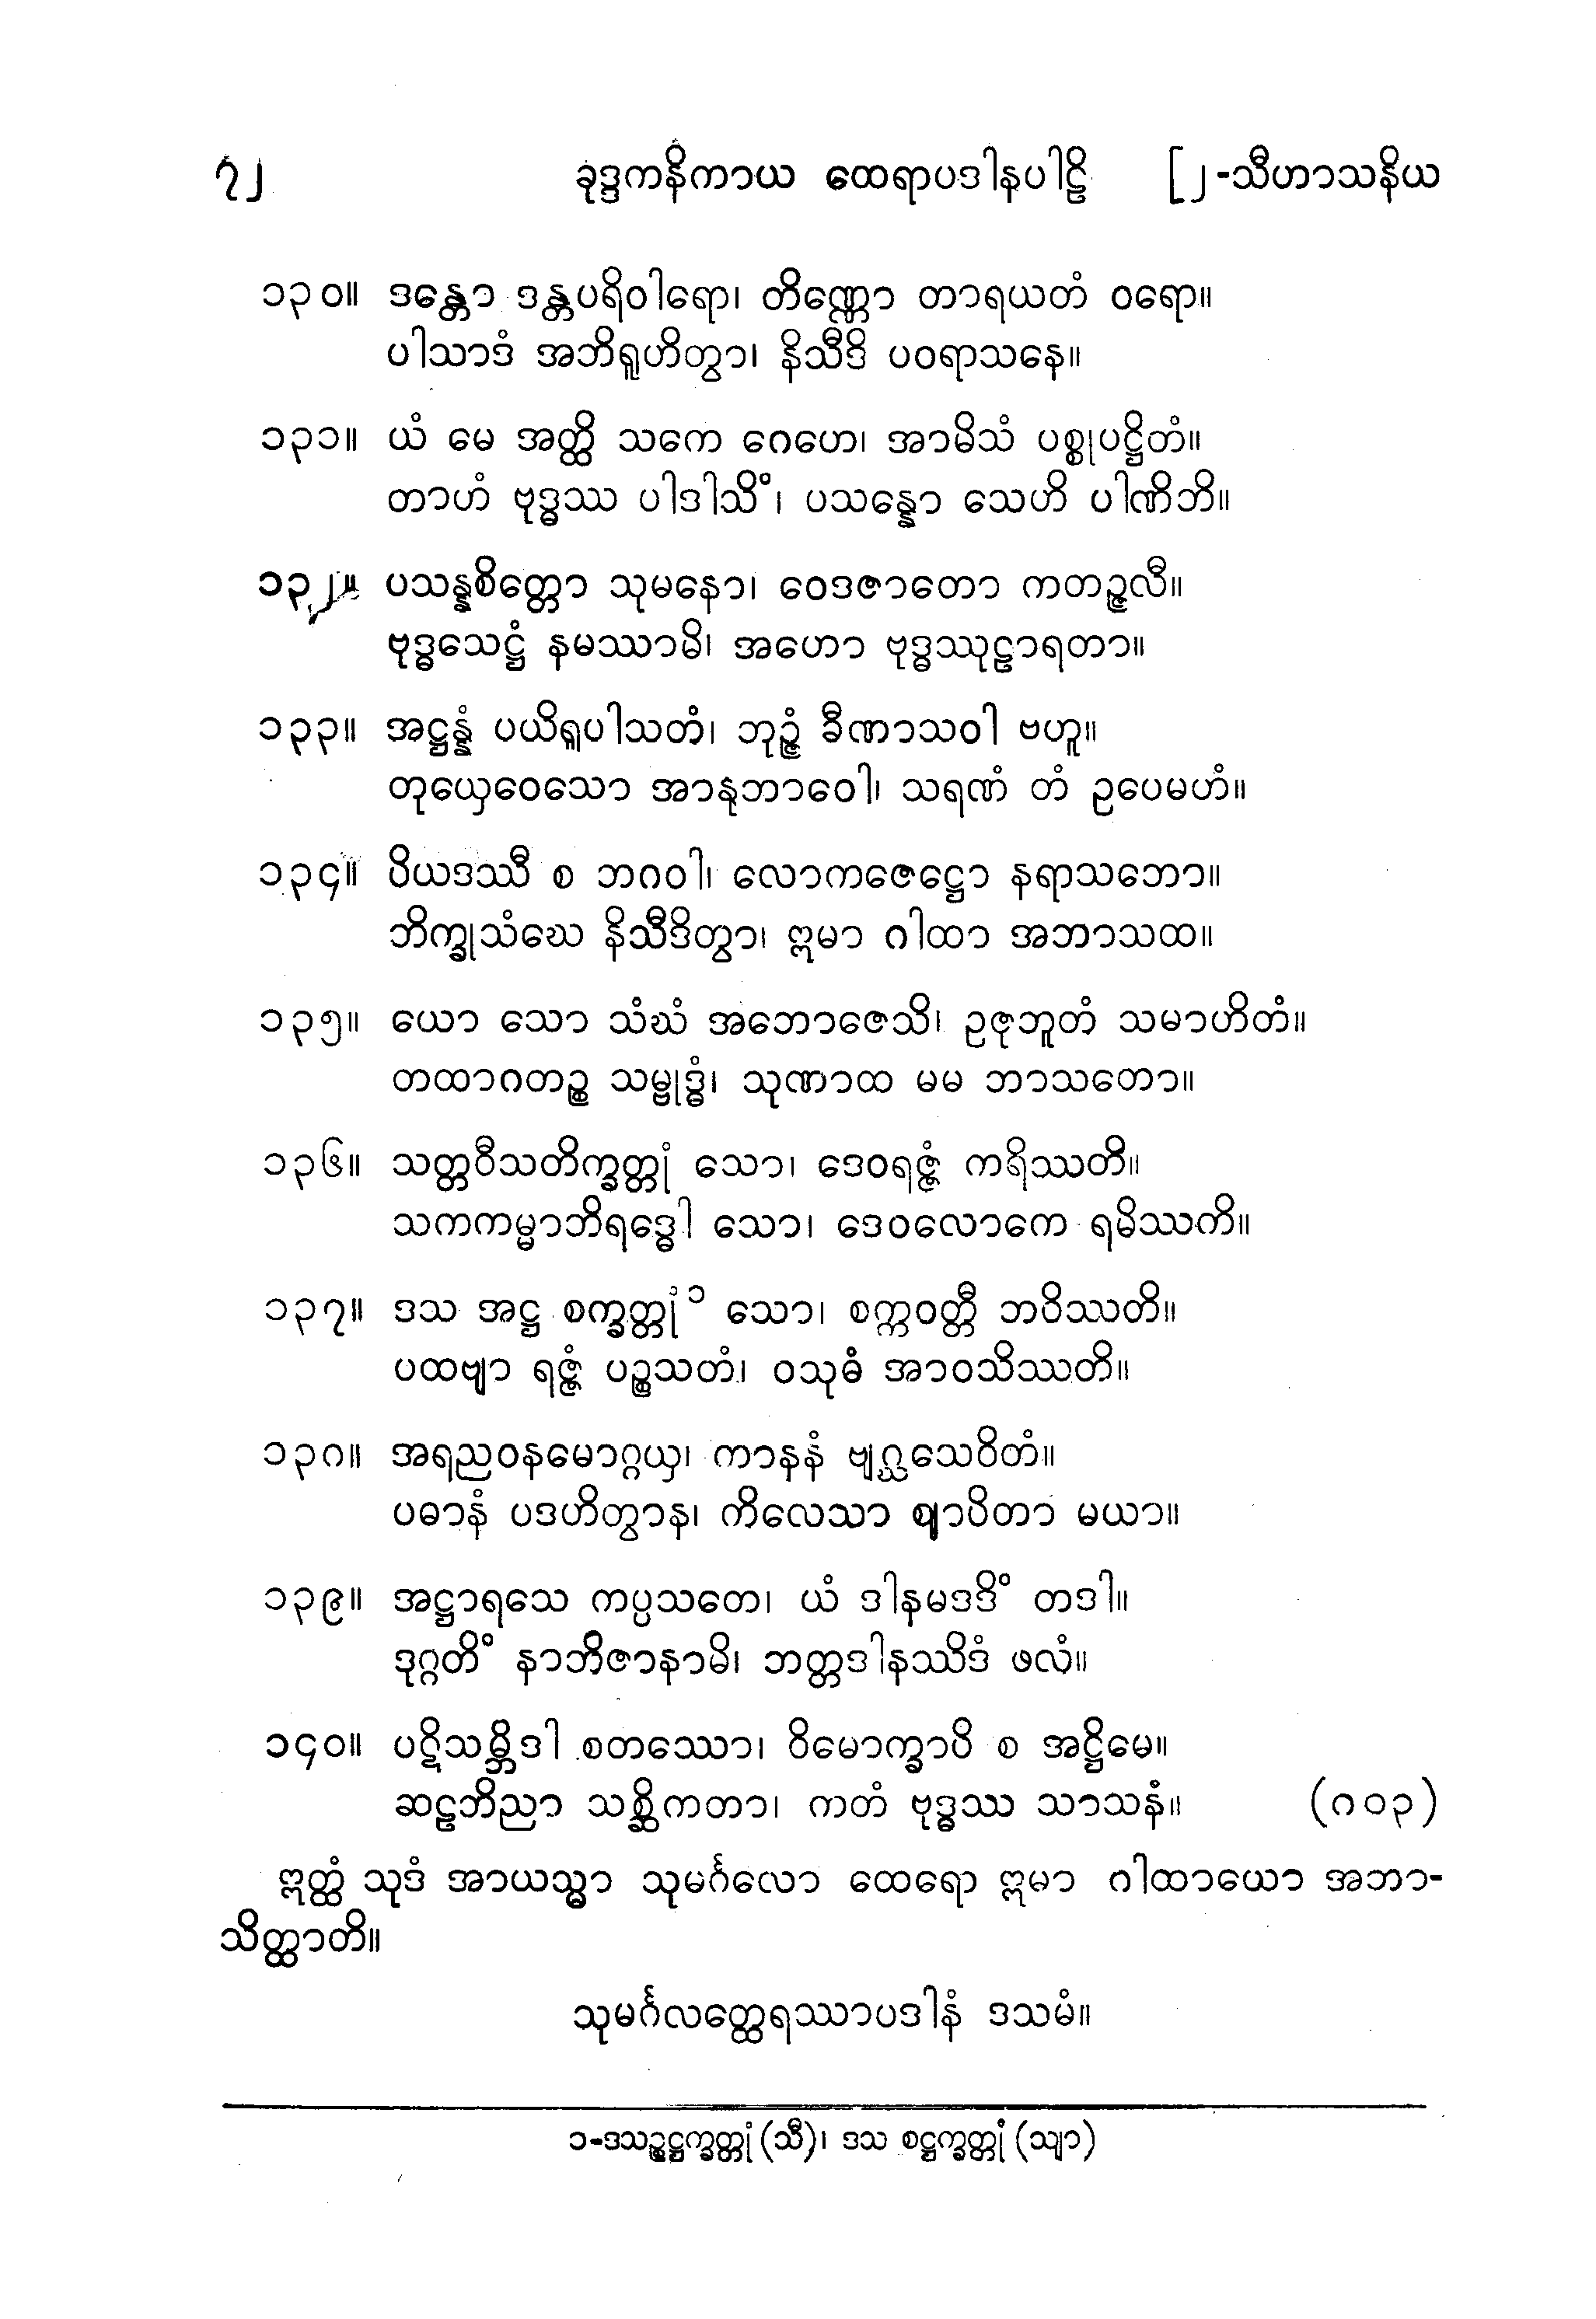 ၇၂ ခုဒ္ဒကနိကာယ ထေရာပဒါနပါဠိ [၂-သီဟာသနိယ
၁၃၀။ ဒန္တော ဒန္တပရိဝါရော၊ တိဏ္ဏော တာရယတံ ဝရော။
ပါသာဒံ အဘိရူဟိတွာ၊ နိသီဒိ ပဝရာသနေ။
၁၃၁။ ယံ မေ အတ္ထိ သကေ ဂေဟေ၊ အာမိသံ ပစ္စုပဋ္ဌိတံ။
တာဟံ ဗုဒ္ဓဿ ပါဒါသိံ၊ ပသန္နော သေဟိ ပါဏိဘိ။
၁၃၂။ ပသန္နစိတ္တော သုမနော၊ ဝေဒဇာတော ကတဉ္ဇလီ။
ဗုဒ္ဓသေဋ္ဌံ နမဿာမိ၊ အဟော ဗုဒ္ဓဿုဠာရတာ။
၁၃၃။ အဋ္ဌန္နံ ပယိရူပါသတံ၊ ဘုဉ္ဇံ ခီဏာသဝါ ဗဟူ။
တုယှေဝေသော အာနုဘာဝေါ၊ သရဏံ တံ ဥပေမဟံ။
၁၃၄။ ပိယဒဿီ စ ဘဂဝါ၊ လောကဇေဋ္ဌော နရာသဘော။
ဘိက္ခုသံဃေ နိသီဒိတွာ၊ ဣမာ ဂါထာ အဘာသထ။
၁၃၅။ ယော သော သံဃံ အဘောဇေသိ၊ ဥဇုဘူတံ သမာဟိတံ။
တထာဂတဉ္စ သမ္ဗုဒ္ဓံ၊ သုဏာထ မမ ဘာသတော။
၁၃၆။ သတ္တဝီသတိက္ခတ္တုံ သော၊ ဒေဝရဇ္ဇံ ကရိဿတိ။
သကကမ္မာဘိရဒ္ဓေါ သော၊ ဒေဝလောကေ ရမိဿကိ။
၁၃၇။ ဒသ အဋ္ဌ စက္ခတ္တုံ ၁ သော၊ စက္ကဝတ္တီ ဘဝိဿတိ။
ပထဗျာ ရဇ္ဇံ ပဉ္စသတံ၊ ဝသုဓံ အာဝသိဿတိ။
၁၃၈။ အရညဝနမောဂ္ဂယှ၊ ကာနနံ ဗျဂ္ဃသေဝိတံ။
ပဓာနံ ပဒဟိတွာန၊ ကိလေသာ ဈာပိတာ မယာ။
၁၃၉။ အဋ္ဌာရသေ ကပ္ပသတေ၊ ယံ ဒါနမဒဒိံ တဒါ။
ဒုဂ္ဂတိံ နာဘိဇာနာမိ၊ ဘတ္တဒါနဿိဒံ ဖလံ။
၁၄၀။ ပဋိသမ္ဘိဒါ စတဿော၊ ဝိမောက္ခာပိ စ အဋ္ဌိမေ။
ဆဠဘိညာ သစ္ဆိကတာ၊ ကတံ ဗုဒ္ဓဿ သာသနံ။ (၈၀၃)
ဣတ္ထံ သုဒံ အာယသ္မာ သုမင်္ဂလော ထေရော ဣမာ ဂါထာယော အဘာ-
သိတ္ထာတိ။
သုမင်္ဂလတ္ထေရဿာပဒါနံ ဒသမံ။
၁-ဒသဉ္စဋ္ဌက္ခတ္တုံ (သီ)၊ ဒသ စဋ္ဌက္ခတ္တုံ (သျာ)